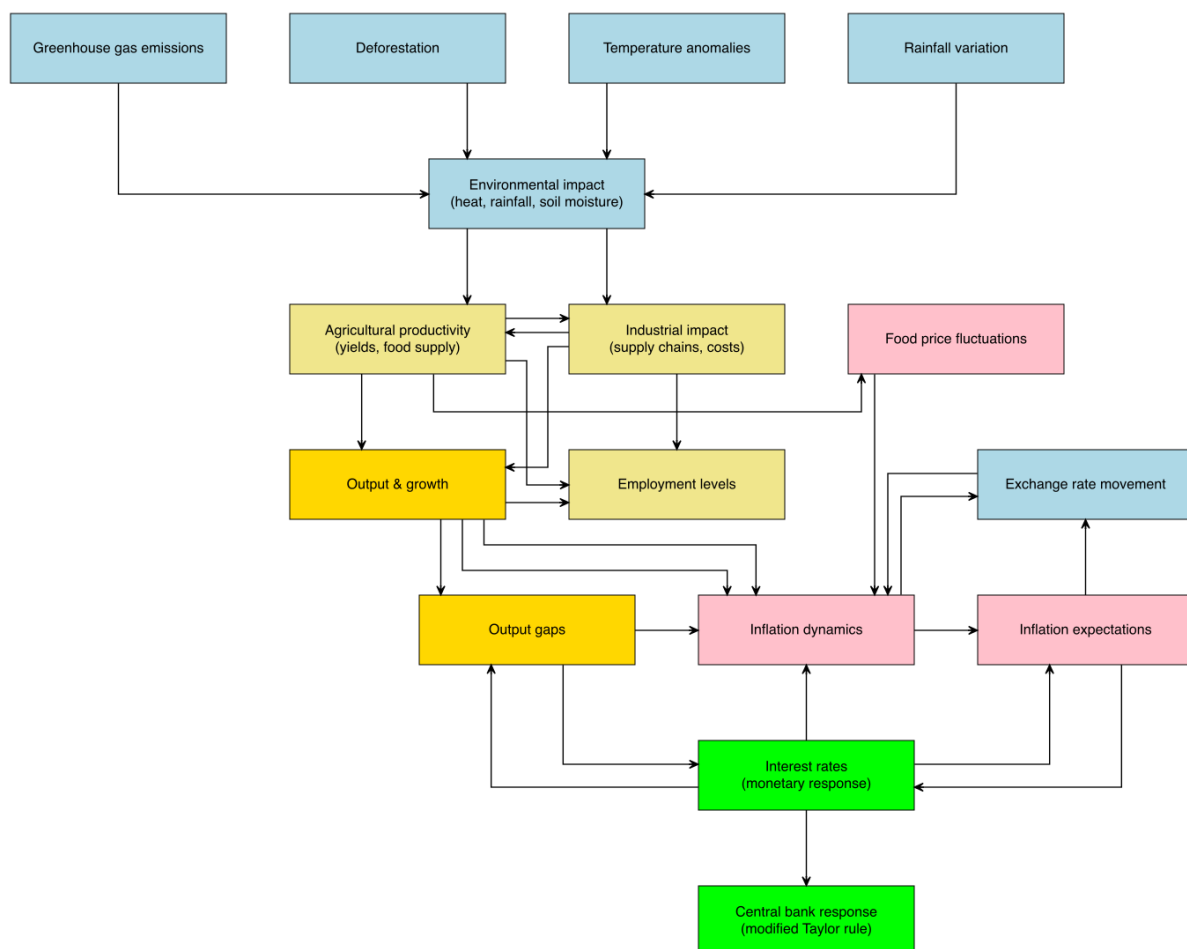 Greenhouse gas emissions
Deforestation
Temperature anomalies
Rainfall variation
Environmental impact
(heat, rainfall, soil moisture)
Agricultural productivity
(yields, food supply)
Industrial impact
(supply chains, costs)
Food price fluctuations
Output & growth
Employment levels
Exchange rate movement
Output gaps
Inflation dynamics
Inflation expectations
Interest rates
(monetary response)
Central bank response
(modified Taylor rule)